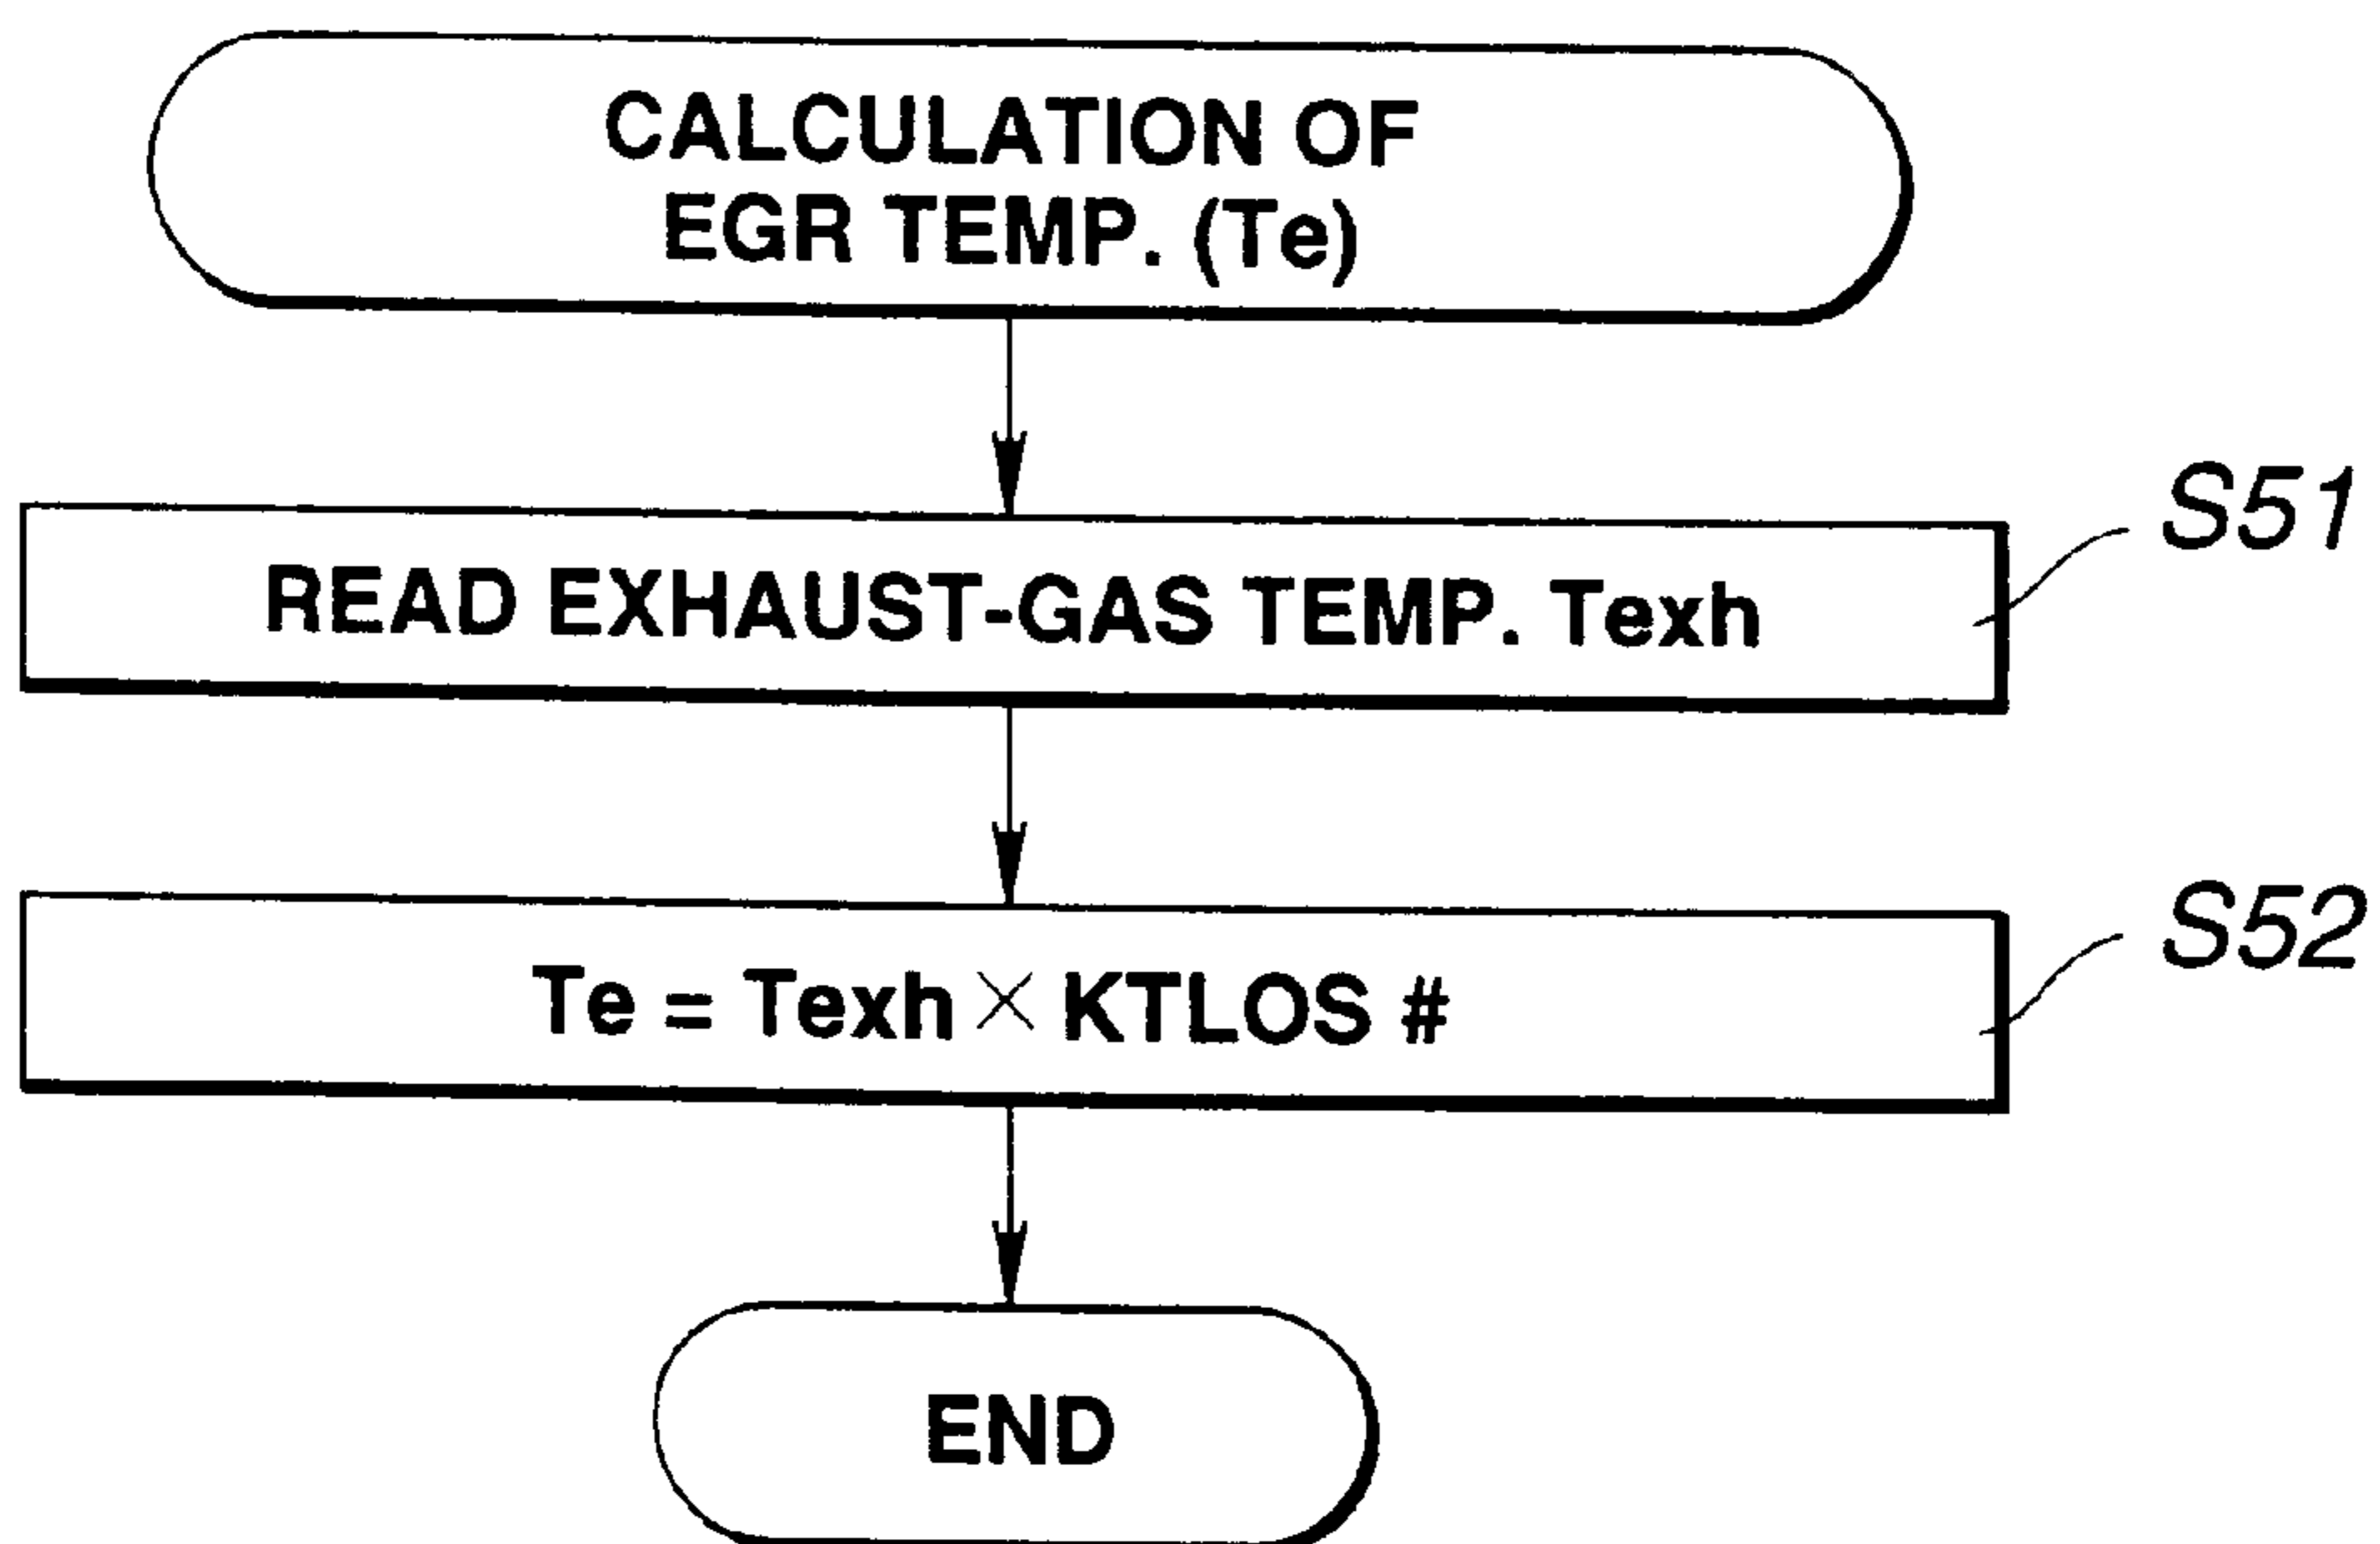 CALCULATION OF
EGR TEMP. (Te)
READ EXHAUST-GAS TEMP. Texh
S51
Te = Texh × KTLOS #
S52
END